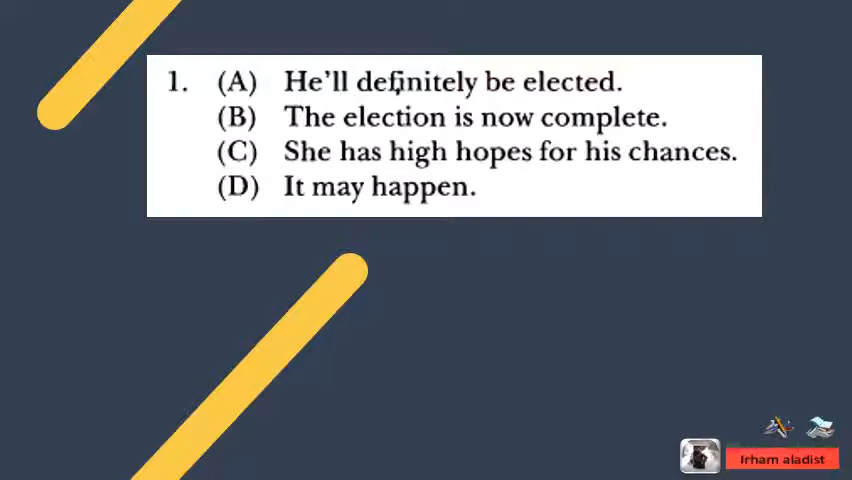 1. (A) He'll definitely be elected.
(B) The election is now complete.
(C) She has high hopes for his chances.
(D) It may happen.
Irham aladist